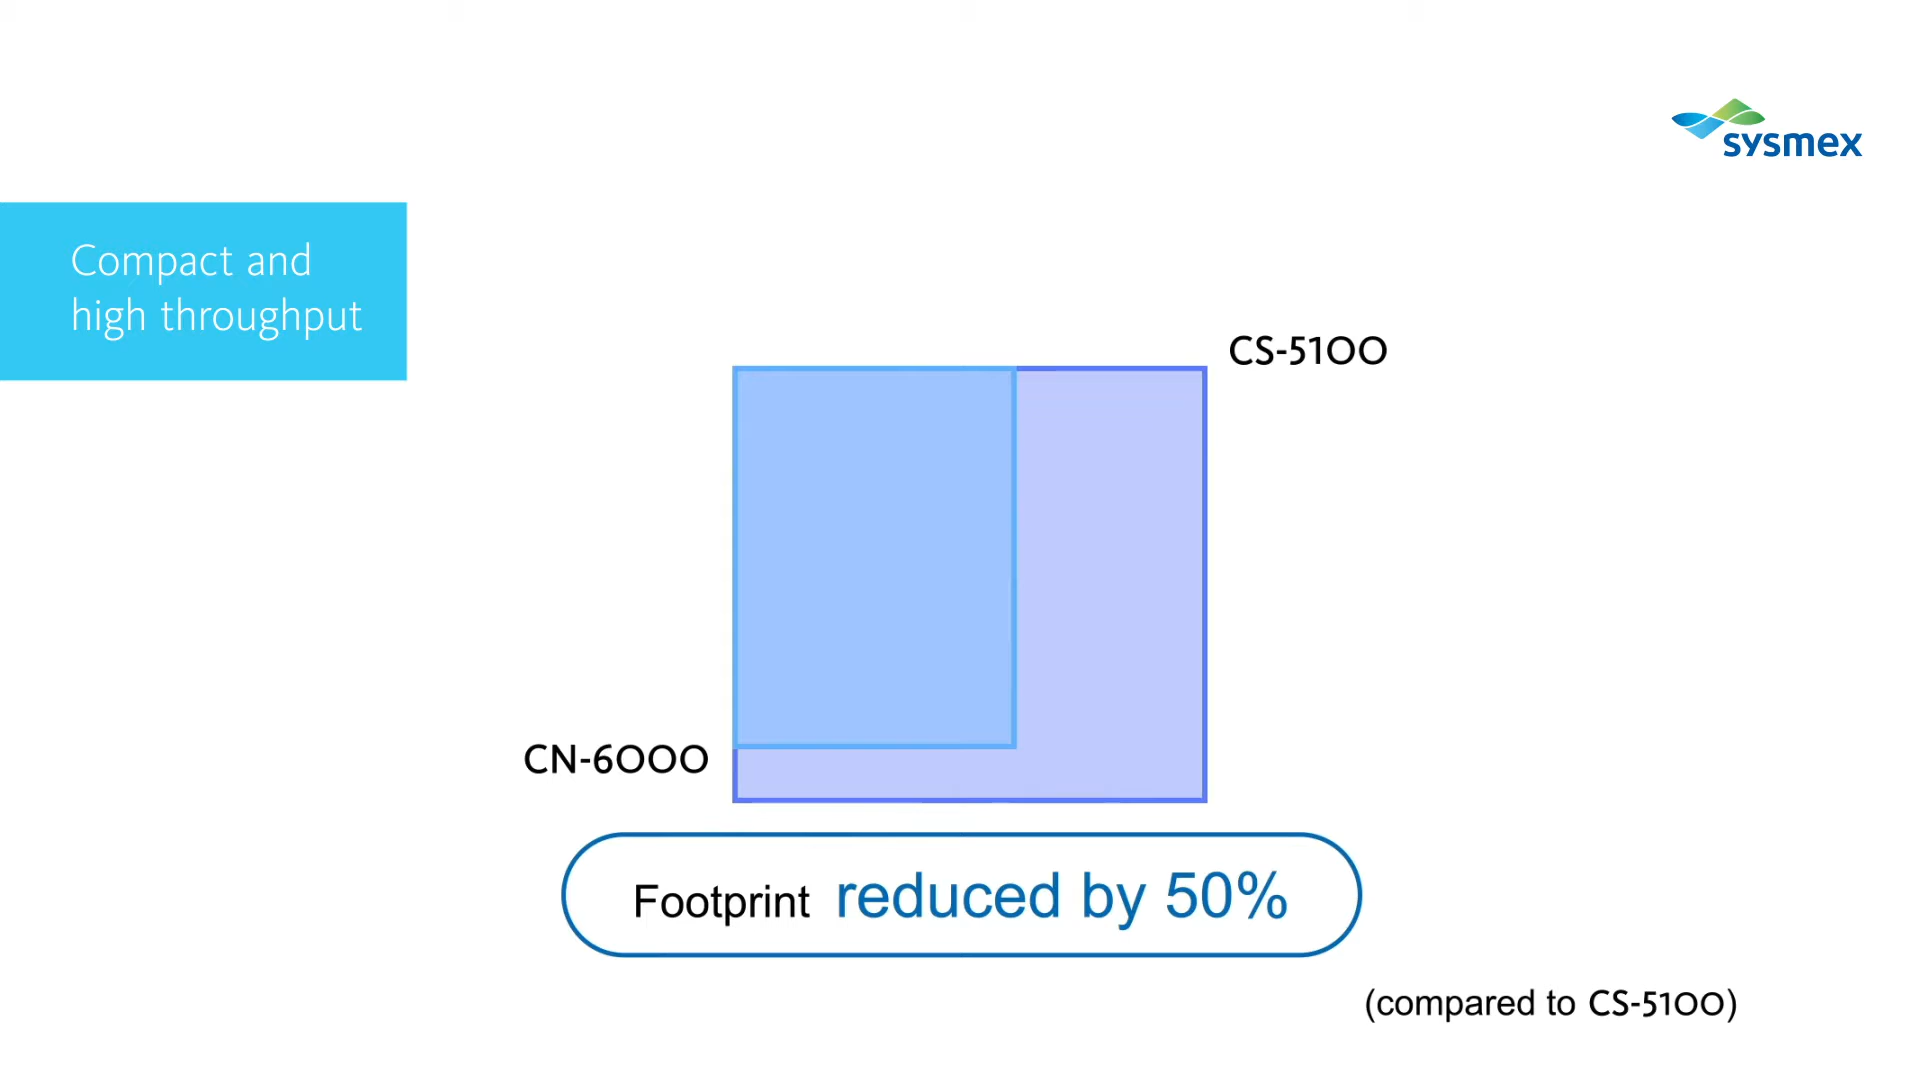 sysmex
Compact and
high throughput
CS-5100
CN-6000
Footprint reduced by 50%
(compared to CS-5100)